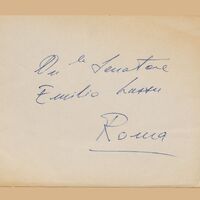 On le Senatore
Emilio Lussu
Roma